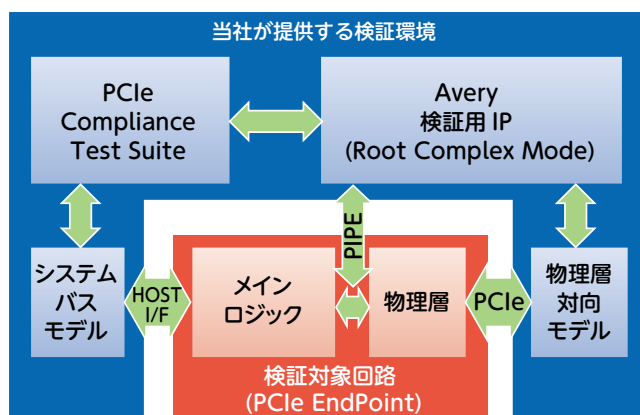 当社が提供する検証環境
PCIe
Compliance
Test Suite
Avery
検証用 IP
(Root Complex Mode)
PIPE
システム
バス
モデル
HOST
I/F
メイン
ロジック
物理層
PCIe
物理層
対向
モデル
検証対象回路
(PCIe EndPoint)